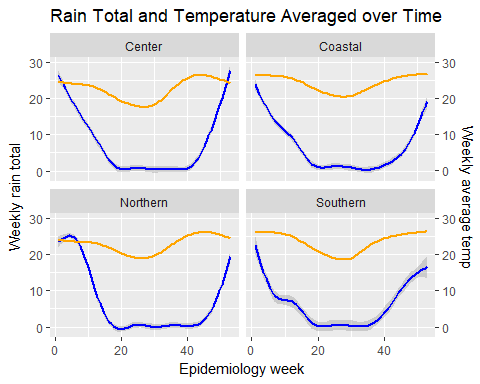 Rain Total and Temperature Averaged over Time
Center
Coastal
30
20
10
0
30
20
10
0
Northern
Southern
30
20
10
0
30
20
10
0
0
20
40
0
20
40
Weekly rain total
Weekly average temp
Epidemiology week